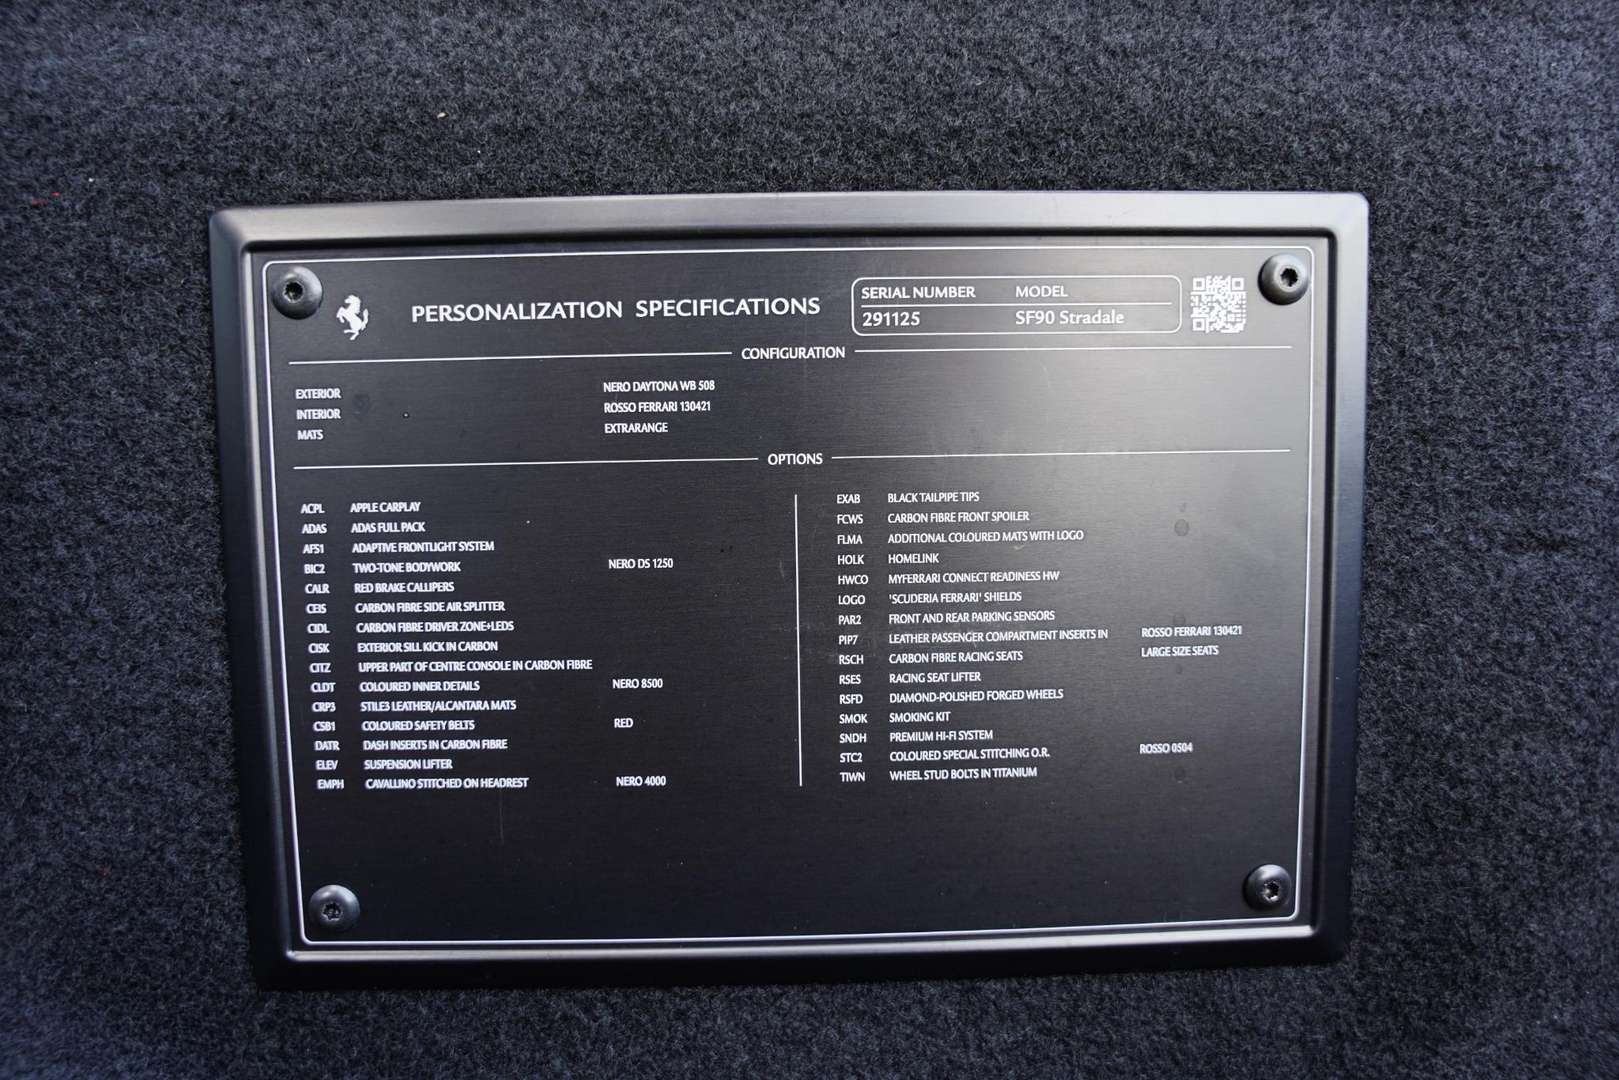 PERSONALIZATION SPECIFICATIONS
SERIAL NUMBER MODEL
291125 SF90 Stradale
CONFIGURATION
EXTERIOR NERO DAYTONA WB 508
INTERIOR ROSSO FERRARI 130421
MATS EXTRARANGE
OPTIONS
ACPL APPLE CARPLAY
ADAS ADAS FULL PACK
AFS1 ADAPTIVE FRONTLIGHT SYSTEM
BIC2 TWO-TONE BODYWORK NERO DS 1250
CALR RED BRAKE CALLIPERS
CEIS CARBON FIBRE SIDE AIR SPLITTER
CIDL CARBON FIBRE DRIVER ZONE+LEDS
CISK EXTERIOR SILL KICK IN CARBON
CITZ UPPER PART OF CENTRE CONSOLE IN CARBON FIBRE
CLDT COLOURED INNER DETAILS NERO 8500
CRP3 STILE3 LEATHER/ALCANTARA MATS
CSB1 COLOURED SAFETY BELTS RED
DATR DASH INSERTS IN CARBON FIBRE
ELEV SUSPENSION LIFTER
EMPH CAVALLINO STITCHED ON HEADREST NERO 4000
EXAB BLACK TAILPIPE TIPS
FCWS CARBON FIBRE FRONT SPOILER
FLMA ADDITIONAL COLOURED MATS WITH LOGO
HOLK HOMELINK
HWCO MYFERRARI CONNECT READINESS HW
LOGO 'SCUDERIA FERRARI' SHIELDS
PAR2 FRONT AND REAR PARKING SENSORS
PIP7 LEATHER PASSENGER COMPARTMENT INSERTS IN ROSSO FERRARI 130421
RSCH CARBON FIBRE RACING SEATS LARGE SIZE SEATS
RSES RACING SEAT LIFTER
RSFD DIAMOND-POLISHED FORGED WHEELS
SMOK SMOKING KIT
SNDH PREMIUM HI-FI SYSTEM
STC2 COLOURED SPECIAL STITCHING O.R. ROSSO 0504
TIWN WHEEL STUD BOLTS IN TITANIUM